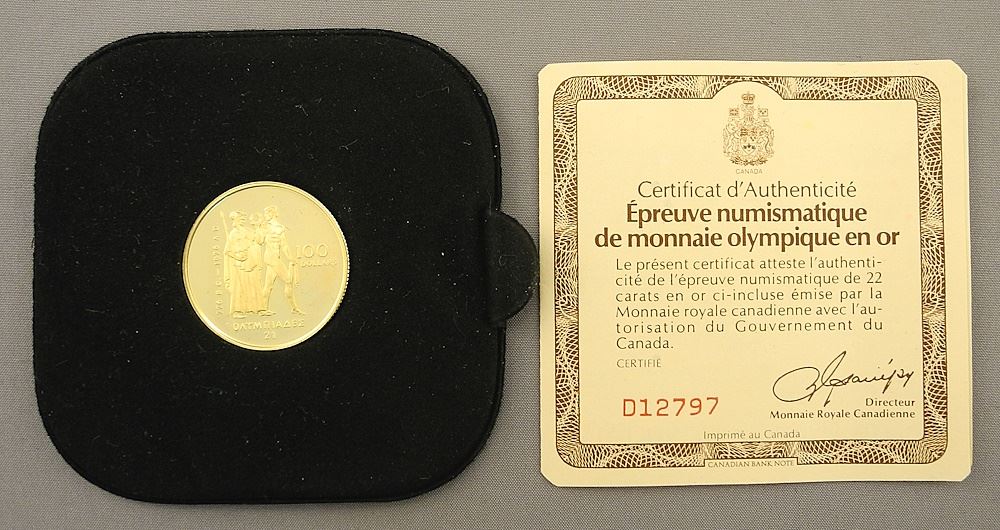 100
DOLLARS
ΟΛΥΜΠΙΑΔΕΣ
21
CANADA
Certificat d'Authenticité
Épreuve numismatique
de monnaie olympique en or
Le présent certificat atteste l'authenti-
cité de l'épreuve numismatique de 22
carats en or ci-incluse émise par la
Monnaie royale canadienne avec l'au-
torisation du Gouvernement du
Canada.
CERTIFIÉ
D12797
Directeur
Monnaie Royale Canadienne
Imprimé au Canada
CANADIAN BANK NOTE